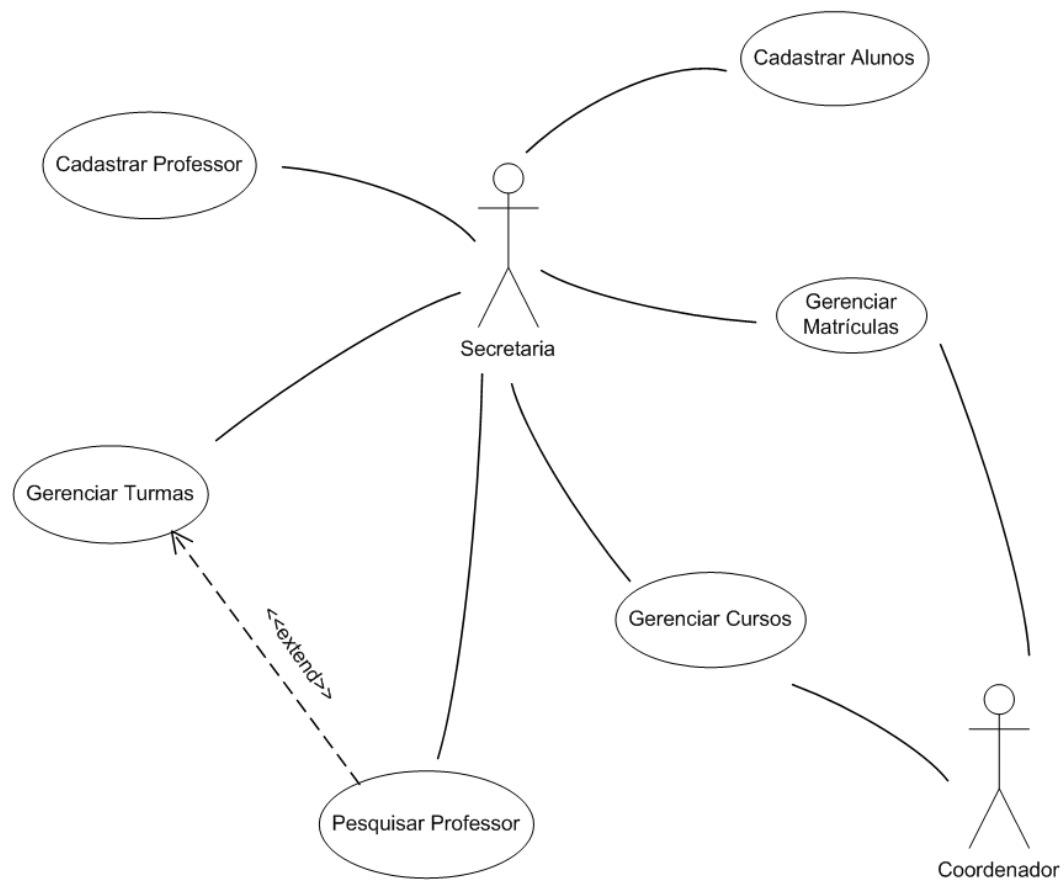 Cadastrar Alunos
Cadastrar Professor
Gerenciar
Matrículas
Secretaria
Gerenciar Turmas
Gerenciar Cursos
<<extend>>
Pesquisar Professor
Coordenador